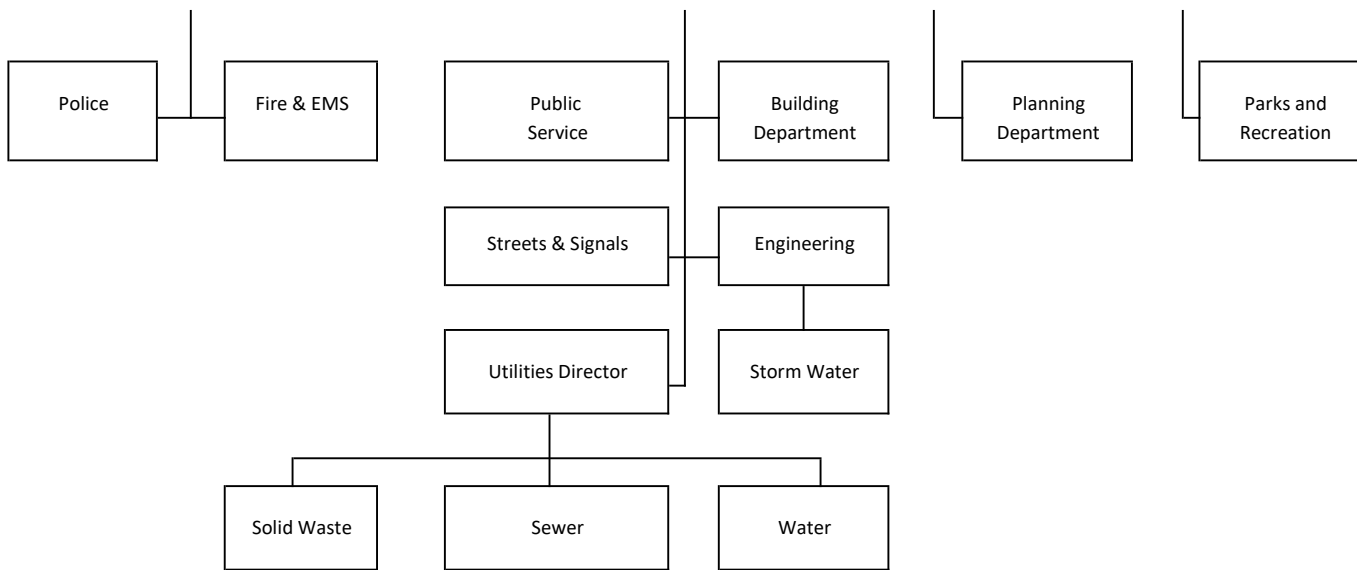 Police
Fire & EMS
Public
Service
Building
Department
Planning
Department
Parks and
Recreation
Streets & Signals
Engineering
Utilities Director
Storm Water
Solid Waste
Sewer
Water